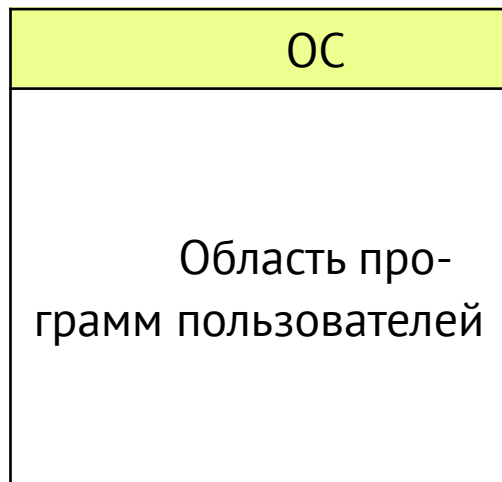 ОС
Область про-
грамм пользователей